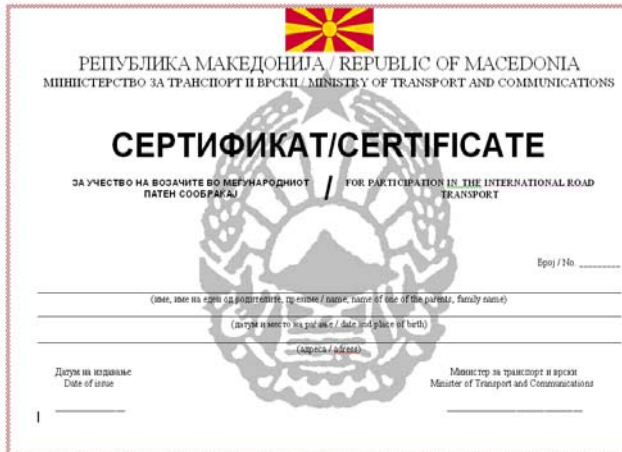 РЕПУБЛИКА МАКЕДОНИЈА / REPUBLIC OF MACEDONIA
МИНИСТЕРСТВО ЗА ТРАНСПОРТ И ВРСКИ / MINISTRY OF TRANSPORT AND COMMUNICATIONS
СЕРТИФИКАТ/CERTIFICATE
ЗА УЧЕСТВО НА ВОЗАЧИТЕ ВО МЕЃУНАРОДНИОТ / FOR PARTICIPATION IN THE INTERNATIONAL ROAD
ПАТЕН СООБРАКАЈ TRANSPORT
Број / No. _________
(име, име на еден од родителите, презиме / name, name of one of the parents, family name)
(датум и место на раѓање / date and place of birth)
(адреса / adress)
Датум на издавање Министер за транспорт и врски
Date of issue Minister of Transport and Communications